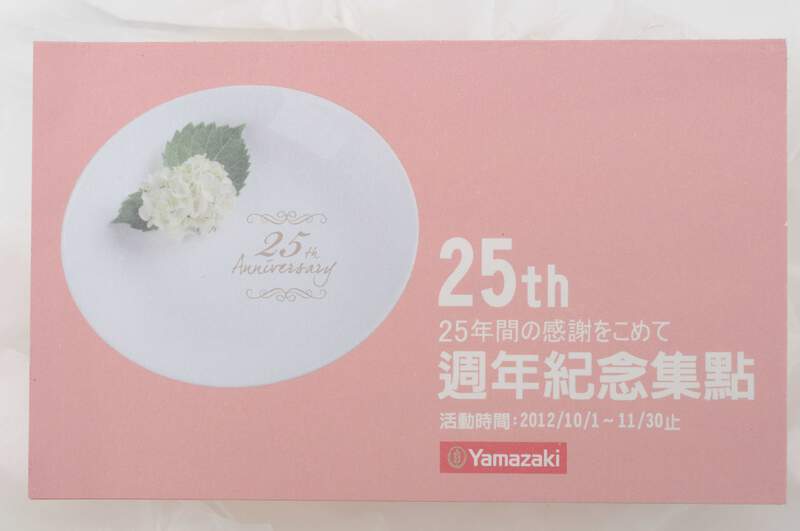 25th
Anniversary
25th
25年間の感謝をこめて
週年紀念集點
活動時間:2012/10/1~11/30止
Yamazaki